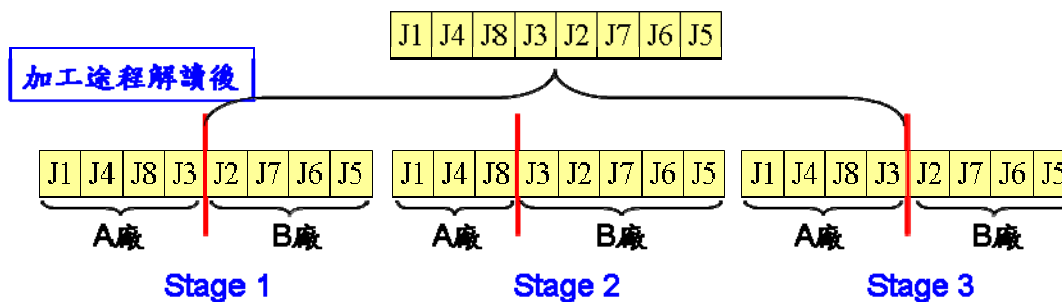 J1 J4 J8 J3 J2 J7 J6 J5
加工途程解讀後
J1 J4 J8 J3 J2 J7 J6 J5 J1 J4 J8 J3 J2 J7 J6 J5 J1 J4 J8 J3 J2 J7 J6 J5
A廠 B廠 A廠 B廠 A廠 B廠
Stage 1 Stage 2 Stage 3